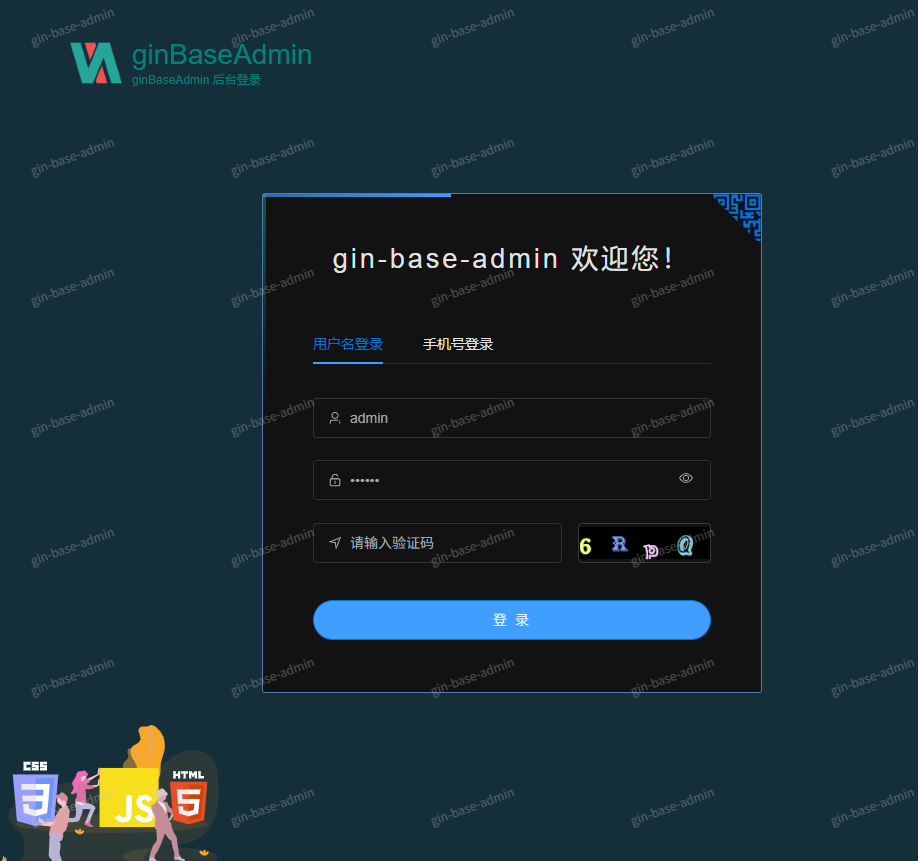 gin-base-admin gin-base-admin gin-base-admin gin-base-admin gin-base-admin
ginBaseAdmin
ginBaseAdmin 后台登录
gin-base-admin gin-base-admin gin-base-admin gin-base-admin gin-base-admin
gin-base-admin 欢迎您!
gin-base-admin gin-base-admin gin-base-admin gin-base-admin gin-base-admin
用户名登录 手机号登录
admin
gin-base-admin gin-base-admin gin-base-admin gin-base-admin gin-base-admin
••••••
请输入验证码 6 R p Q
gin-base-admin gin-base-admin gin-base-admin gin-base-admin gin-base-admin
登 录
gin-base-admin gin-base-admin gin-base-admin gin-base-admin gin-base-admin
CSS
3
JS
HTML
5
gin-base-admin gin-base-admin gin-base-admin gin-base-admin